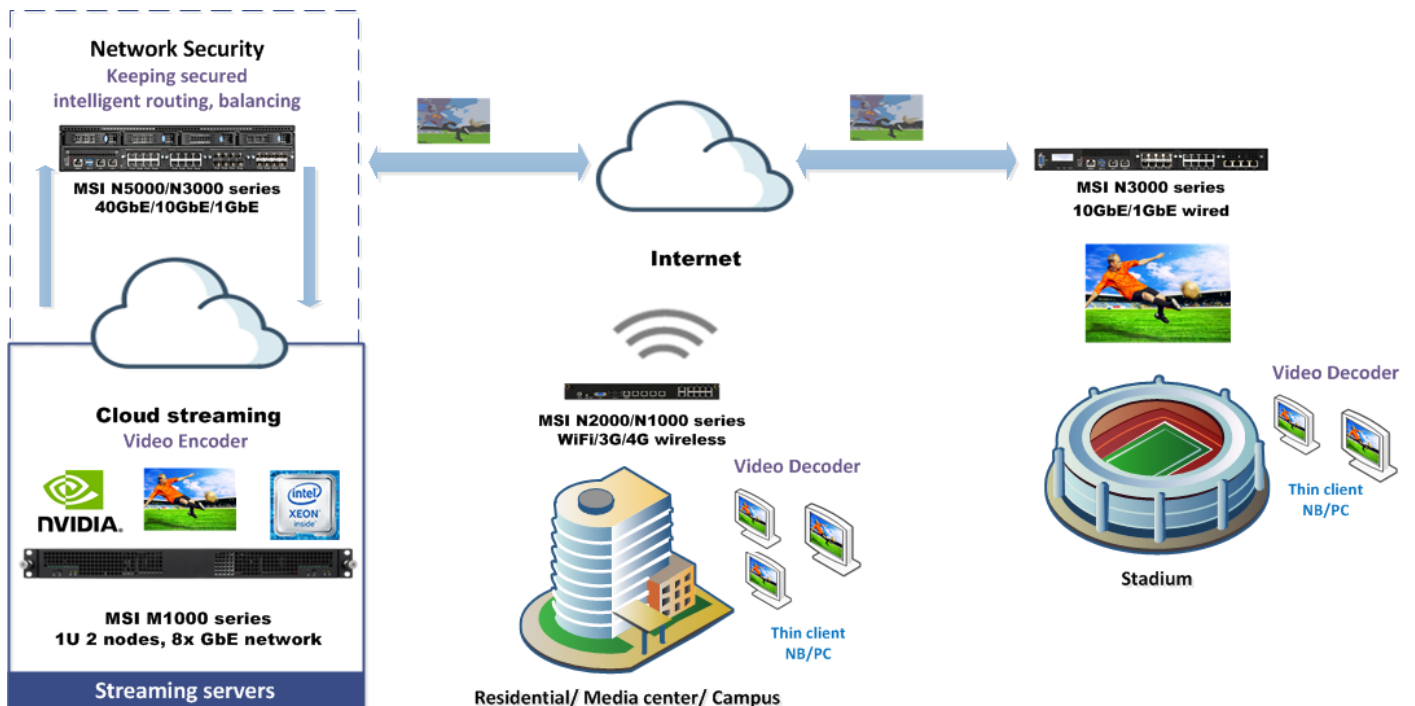 Network Security
Keeping secured
intelligent routing, balancing
MSI N5000/N3000 series
40GbE/10GbE/1GbE
Cloud streaming
Video Encoder
NVIDIA.
intel
XEON
inside
MSI M1000 series
1U 2 nodes, 8x GbE network
Streaming servers
Internet
MSI N2000/N1000 series
WiFi/3G/4G wireless
Video Decoder
Thin client
NB/PC
Residential/ Media center/ Campus
MSI N3000 series
10GbE/1GbE wired
Video Decoder
Thin client
NB/PC
Stadium